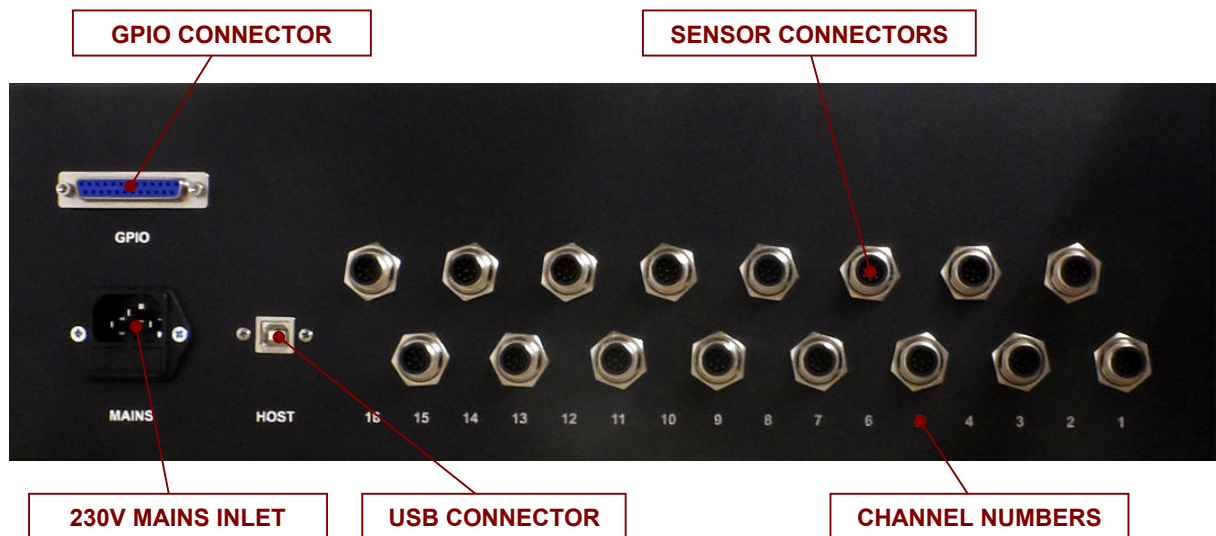 GPIO CONNECTOR
SENSOR CONNECTORS
GPIO
MAINS
HOST
16 15 14 13 12 11 10 9 8 7 6 4 3 2 1
230V MAINS INLET
USB CONNECTOR
CHANNEL NUMBERS